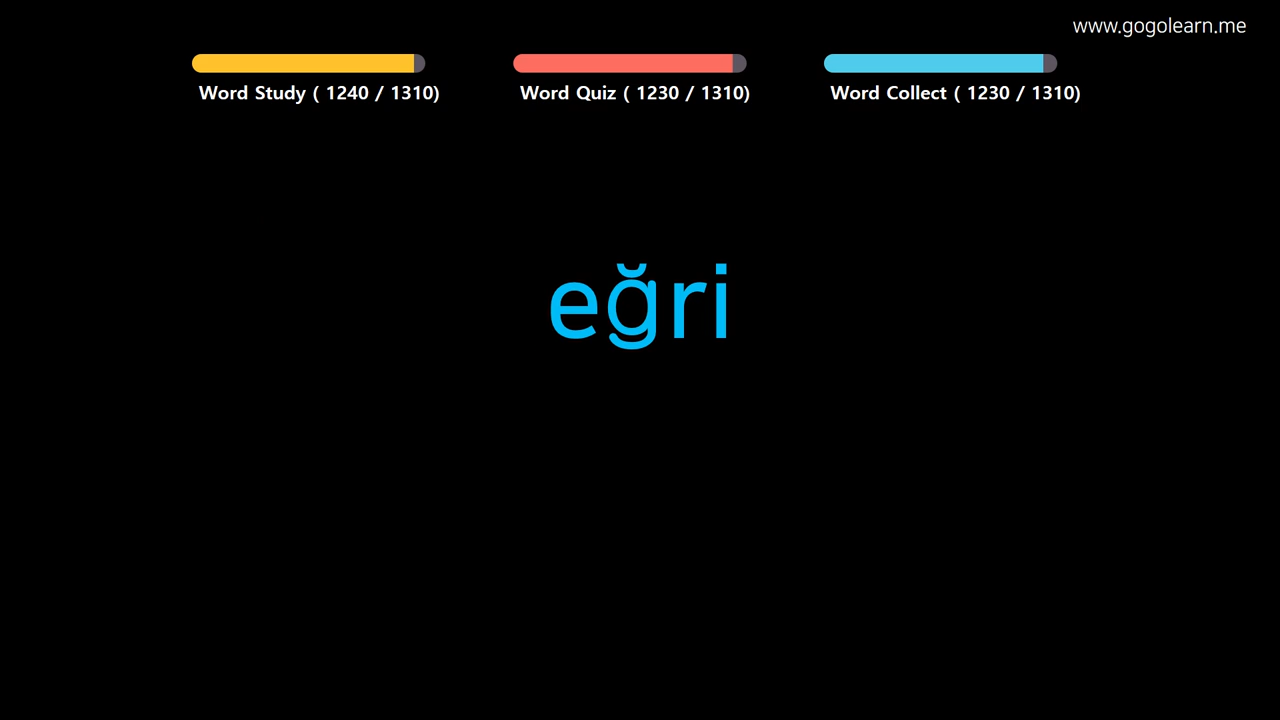 www.gogolearn.me
Word Study ( 1240 / 1310)
Word Quiz ( 1230 / 1310)
Word Collect ( 1230 / 1310)
eğri